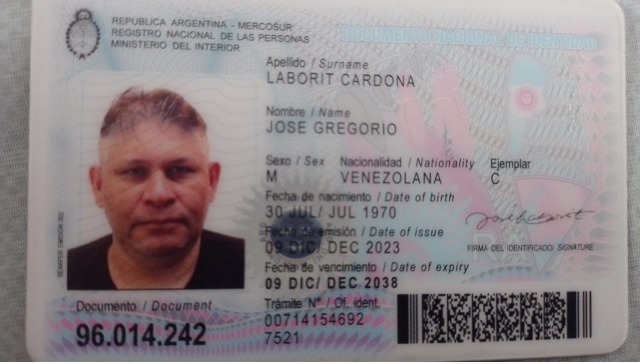 REPUBLICA ARGENTINA - MERCOSUR
REGISTRO NACIONAL DE LAS PERSONAS
MINISTERIO DEL INTERIOR
DOCUMENTO NACIONAL DE IDENTIDAD
Apellido / Surname
LABORIT CARDONA
Nombre / Name
JOSE GREGORIO
Sexo / Sex Nacionalidad / Nationality Ejemplar
M VENEZOLANA C
Fecha de nacimiento / Date of birth
30 JUL/ JUL 1970
Fecha de emisión / Date of issue
09 DIC/ DEC 2023
FIRMA DEL IDENTIFICADO/ SIGNATURE
Fecha de vencimiento / Date of expiry
09 DIC/ DEC 2038
Documento / Document
96.014.242
Trámite N° / Of. ident.
00714154692
7521